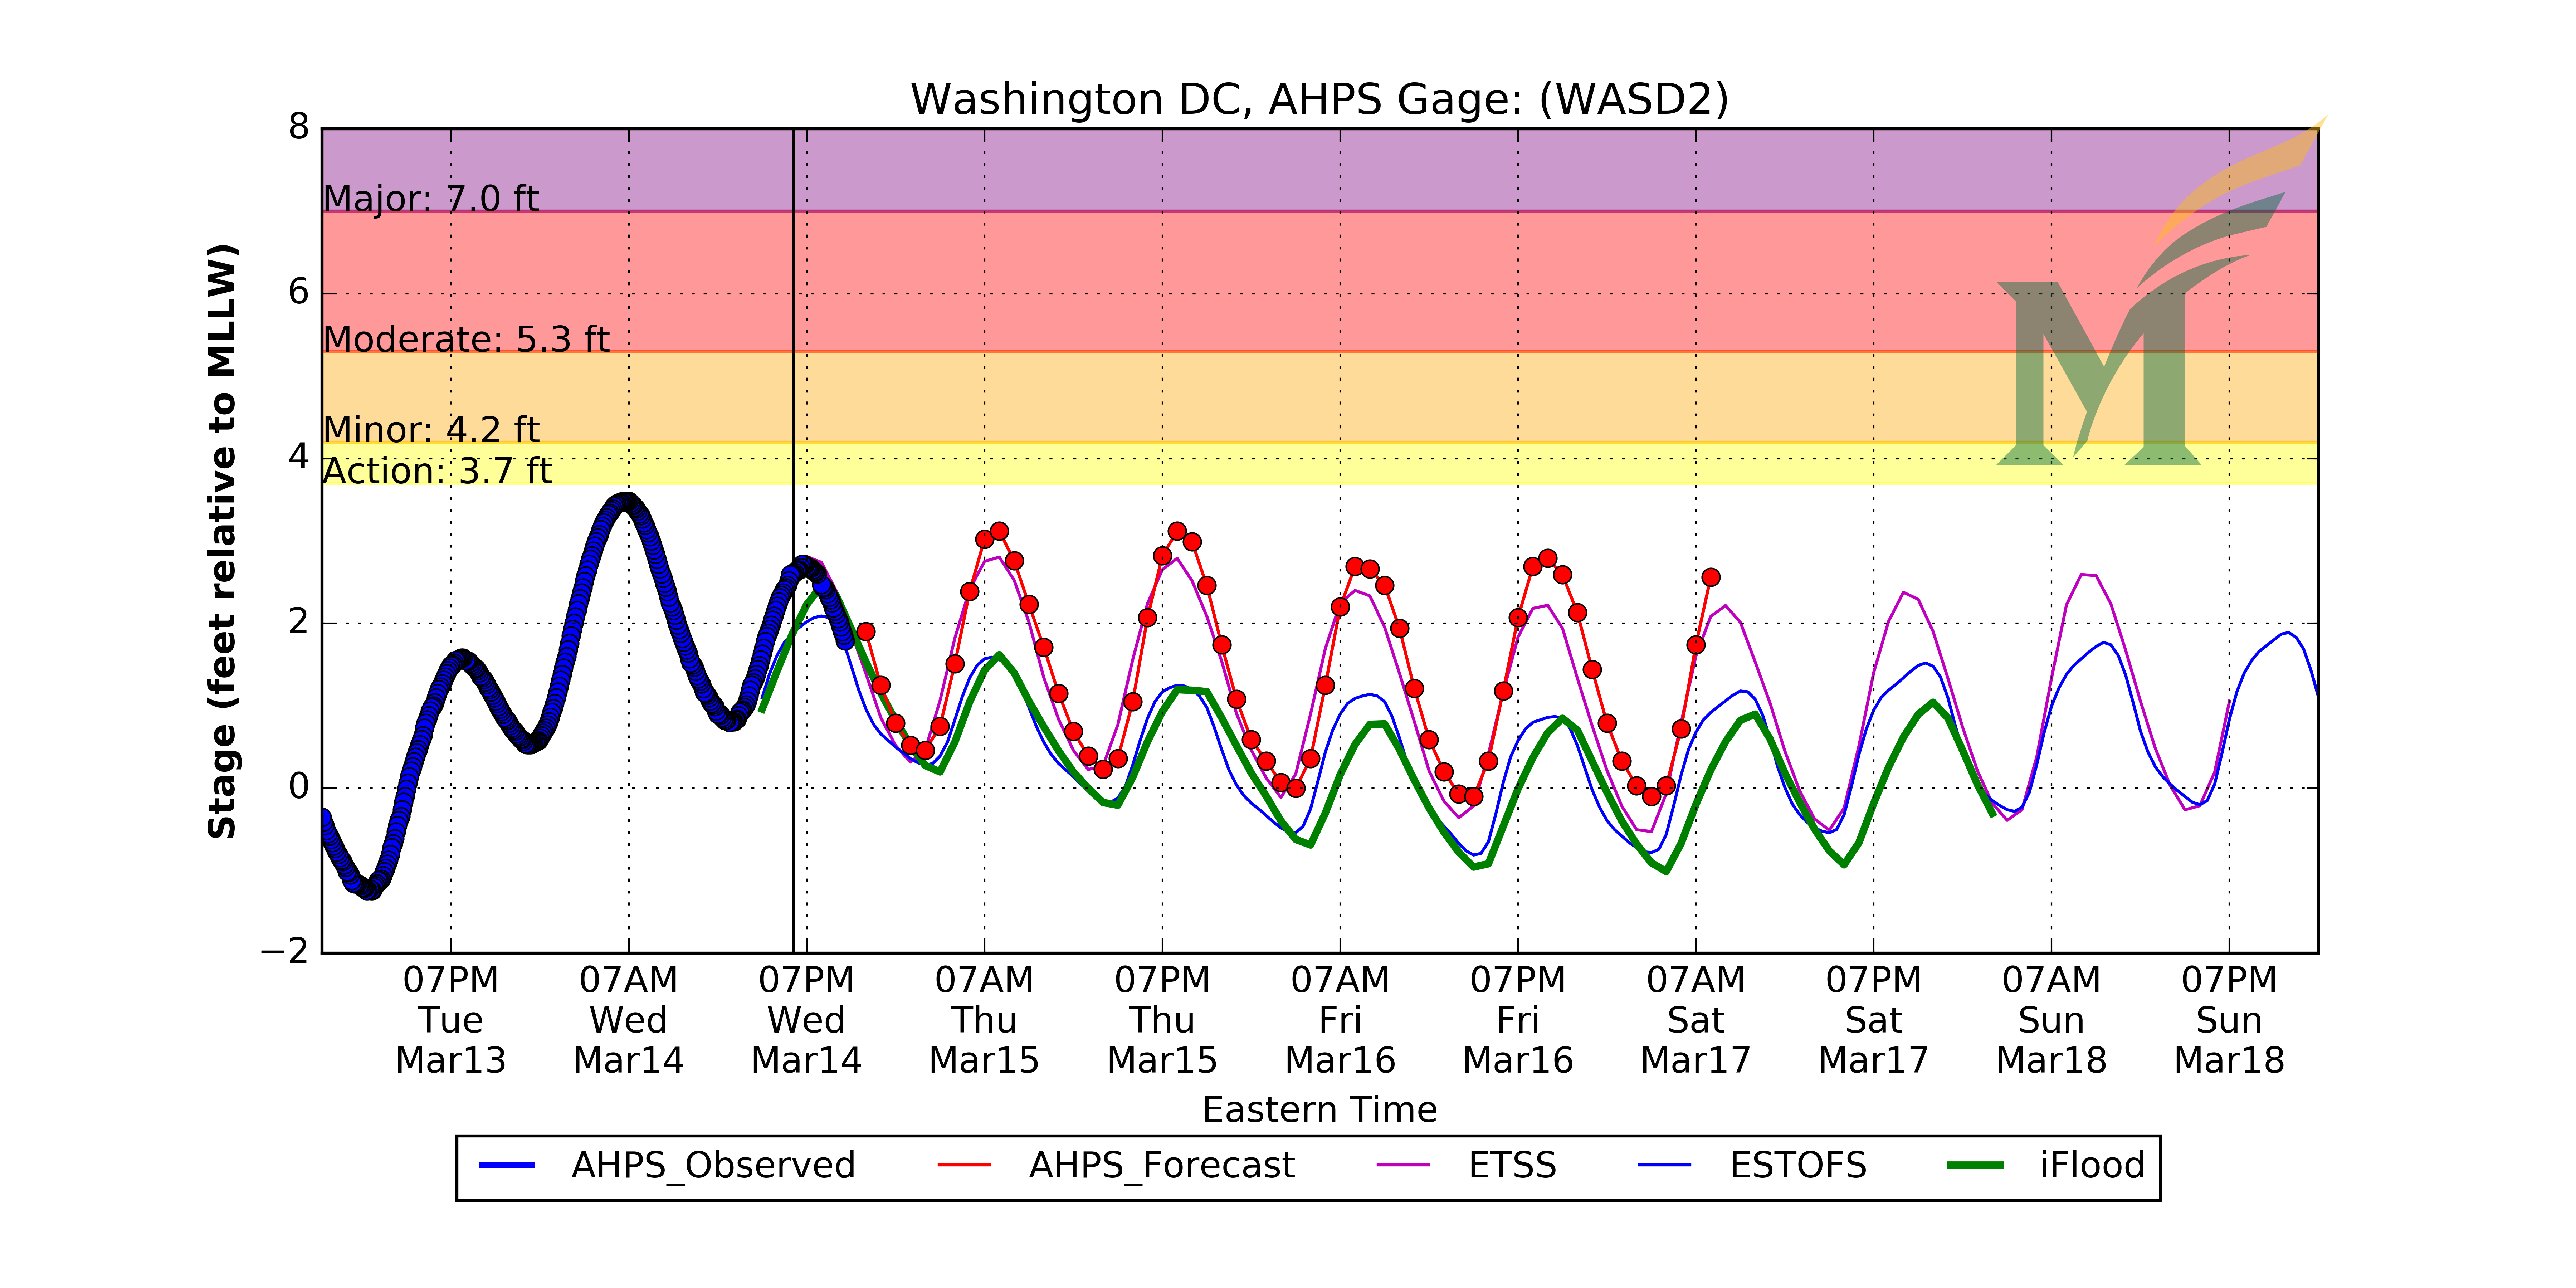 Washington DC, AHPS Gage: (WASD2)
8
Major: 7.0 ft
6
Moderate: 5.3 ft
Minor: 4.2 ft
4
Action: 3.7 ft
2
0
−2
Stage (feet relative to MLLW)
07PM 07AM 07PM 07AM 07PM 07AM 07PM 07AM 07PM 07AM 07PM
Tue Wed Wed Thu Thu Fri Fri Sat Sat Sun Sun
Mar13 Mar14 Mar14 Mar15 Mar15 Mar16 Mar16 Mar17 Mar17 Mar18 Mar18
Eastern Time
AHPS_Observed AHPS_Forecast ETSS ESTOFS iFlood
M